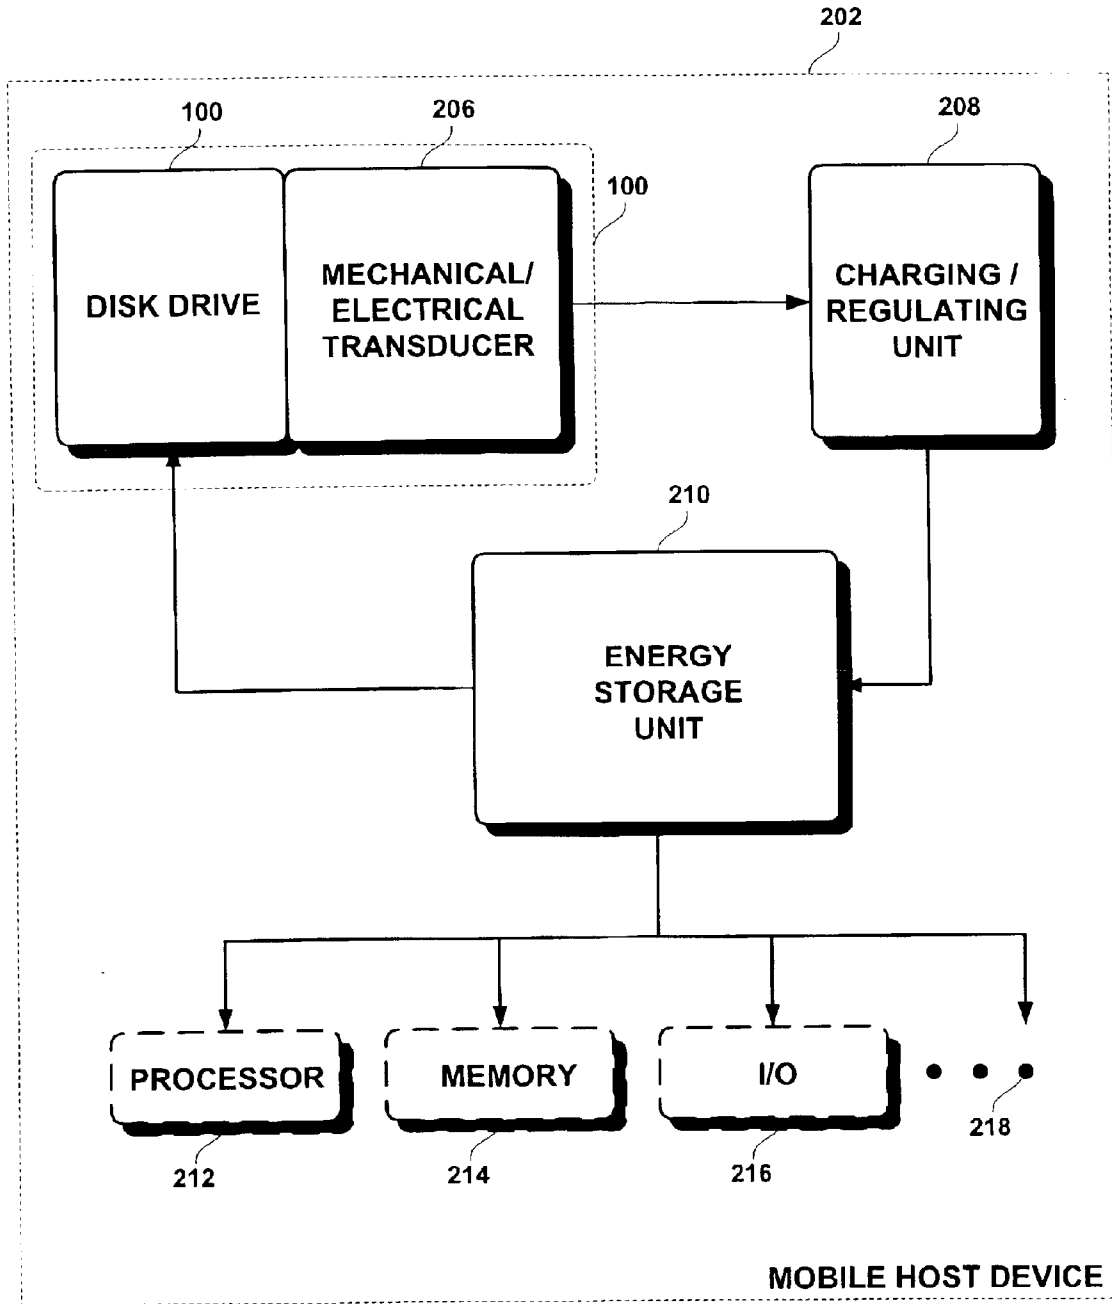 202
100
206
208
100
DISK DRIVE
MECHANICAL/
ELECTRICAL
TRANSDUCER
CHARGING /
REGULATING
UNIT
210
ENERGY
STORAGE
UNIT
PROCESSOR
MEMORY
I/O
218
212
214
216
MOBILE HOST DEVICE